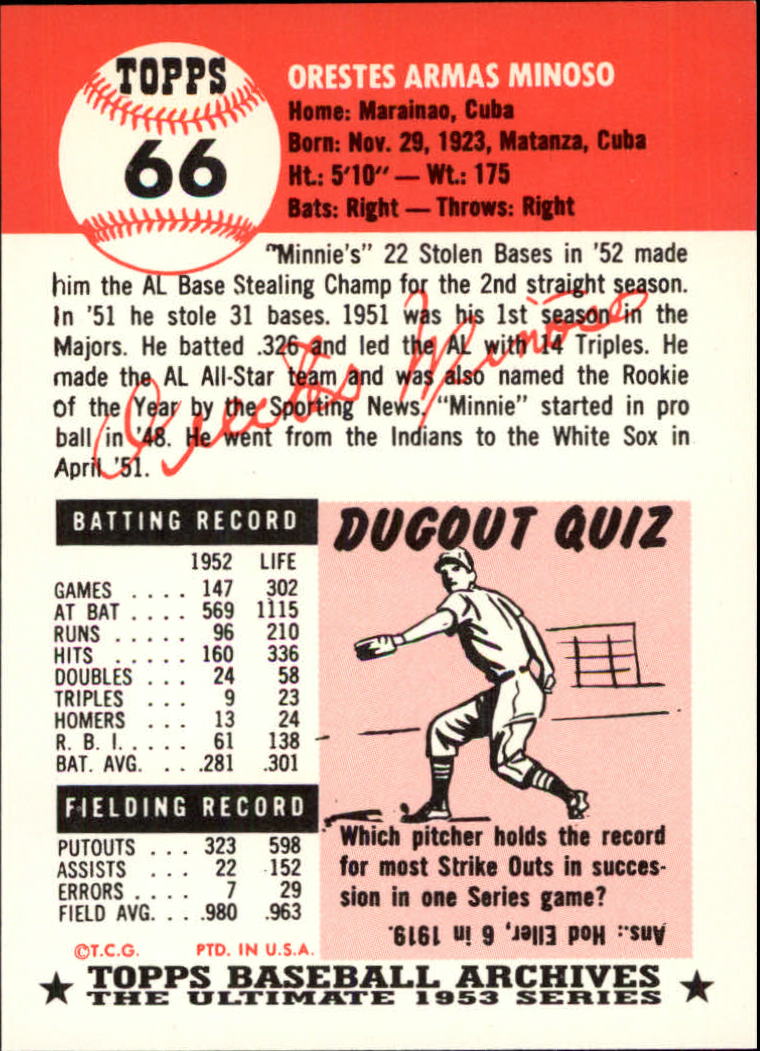 TOPPS
66
ORESTES ARMAS MINOSO
Home: Marainao, Cuba
Born: Nov. 29, 1923, Matanza, Cuba
Ht.: 5'10" — Wt.: 175
Bats: Right — Throws: Right
"Minnie's" 22 Stolen Bases in '52 made
him the AL Base Stealing Champ for the 2nd straight season.
In '51 he stole 31 bases. 1951 was his 1st season in the
Majors. He batted .326 and led the AL with 14 Triples. He
made the AL All-Star team and was also named the Rookie
of the Year by the Sporting News. "Minnie" started in pro
ball in '48. He went from the Indians to the White Sox in
April '51.
Orestes Minoso
BATTING RECORD
1952 LIFE
GAMES .... 147 302
AT BAT .... 569 1115
RUNS ..... 96 210
HITS ..... 160 336
DOUBLES ... 24 58
TRIPLES ... 9 23
HOMERS ... 13 24
R. B. I. .... 61 138
BAT. AVG. ... .281 .301
FIELDING RECORD
PUTOUTS ... 323 598
ASSISTS ... 22 152
ERRORS .... 7 29
FIELD AVG. ... .980 .963
©T.C.G. PTD. IN U.S.A.
DUGOUT QUIZ
Which pitcher holds the record
for most Strike Outs in succes-
sion in one Series game?
Ans.: Hod Eller, 6 in 1919.
TOPPS BASEBALL ARCHIVES
THE ULTIMATE 1953 SERIES